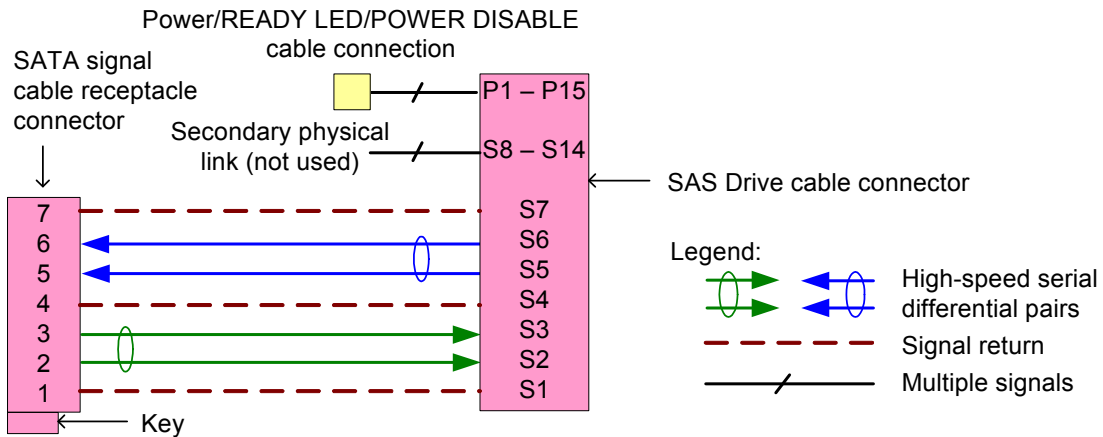 Power/READY LED/POWER DISABLE
cable connection
SATA signal
cable receptacle
connector
P1 – P15
Secondary physical
link (not used)
S8 – S14
SAS Drive cable connector
7
S7
6
S6
5
S5
4
S4
3
S3
2
S2
1
S1
Key
Legend:
High-speed serial
differential pairs
Signal return
Multiple signals